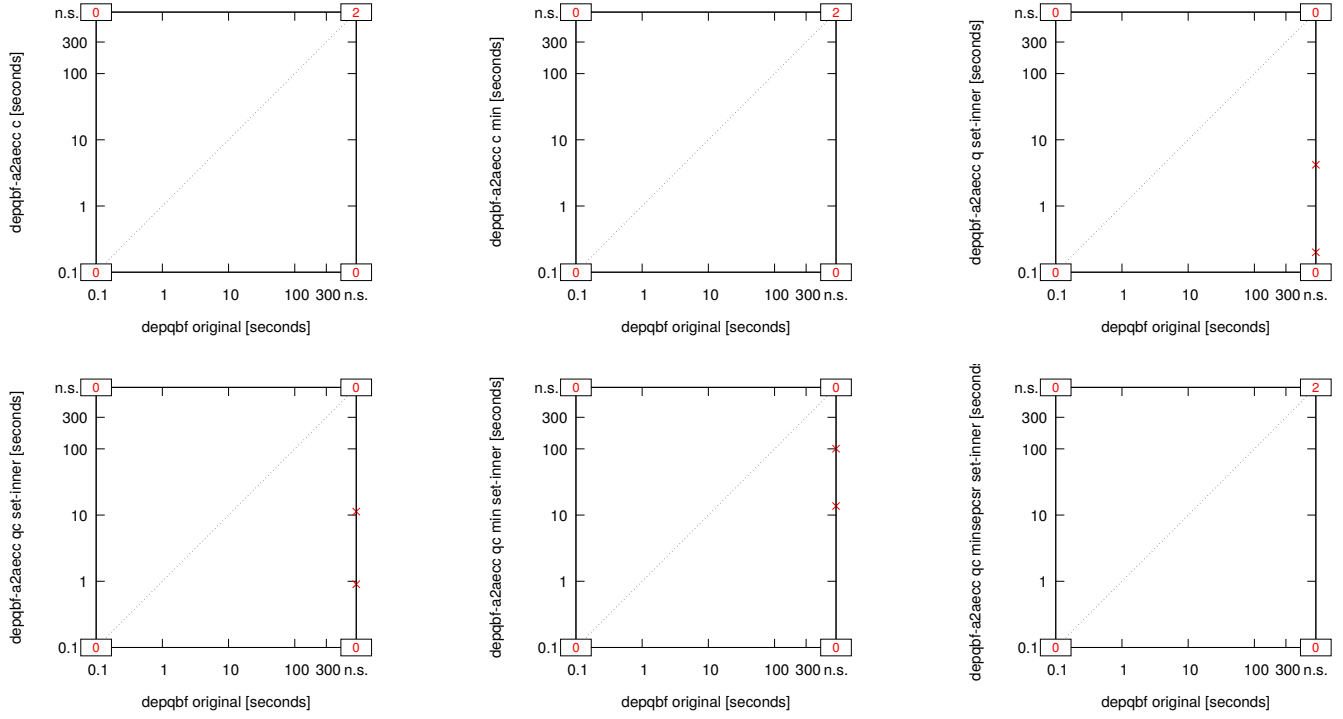 n.s. 0 2
300
100
10
1
0.1 0 0
0.1 1 10 100 300 n.s.
depqbf original [seconds]
depqbf-a2aecc c [seconds]
n.s. 0 2
300
100
10
1
0.1 0 0
0.1 1 10 100 300 n.s.
depqbf original [seconds]
depqbf-a2aecc c min [seconds]
n.s. 0 0
300
100
10
1
0.1 0 0
0.1 1 10 100 300 n.s.
depqbf original [seconds]
depqbf-a2aecc q set-inner [seconds]
n.s. 0 0
300
100
10
1
0.1 0 0
0.1 1 10 100 300 n.s.
depqbf original [seconds]
depqbf-a2aecc qc set-inner [seconds]
n.s. 0 0
300
100
10
1
0.1 0 0
0.1 1 10 100 300 n.s.
depqbf original [seconds]
depqbf-a2aecc qc min set-inner [seconds]
n.s. 0 2
300
100
10
1
0.1 0 0
0.1 1 10 100 300 n.s.
depqbf original [seconds]
depqbf-a2aecc qc minsepcsr set-inner [second